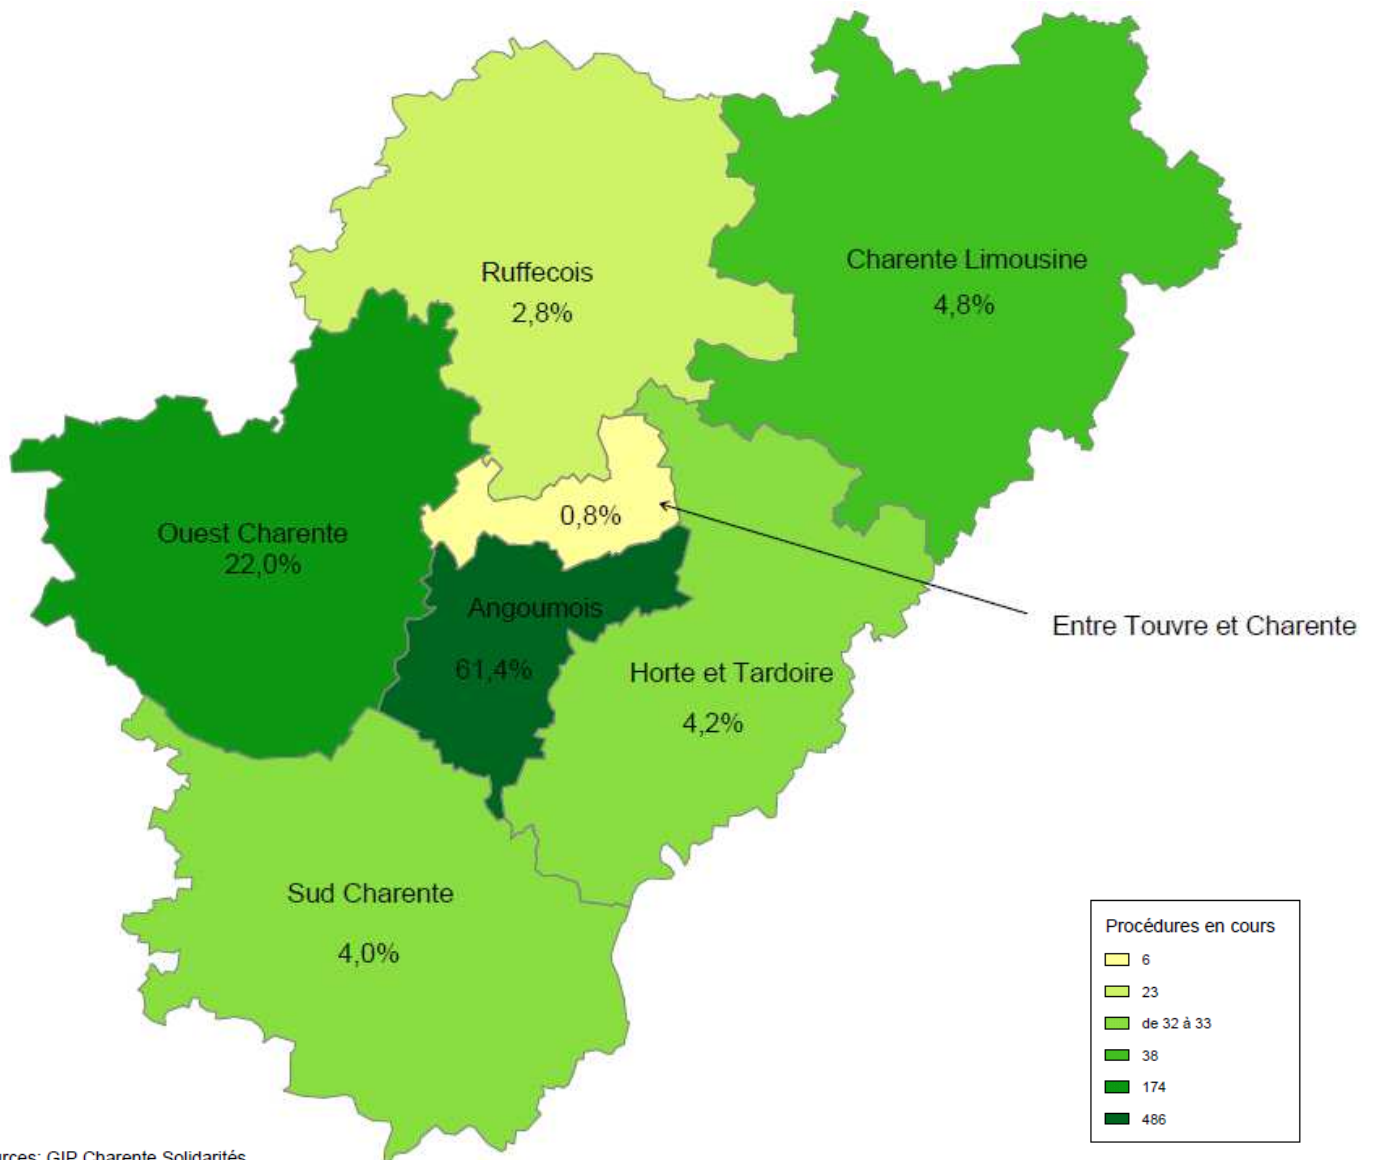 Ruffecois
2,8%
Charente Limousine
4,8%
Ouest Charente
22,0%
0,8%
Angoumois
61,4%
Entre Touvre et Charente
Horte et Tardoire
4,2%
Sud Charente
4,0%
Procédures en cours
6
23
de 32 à 33
38
174
486
GIP Charente Solidarités